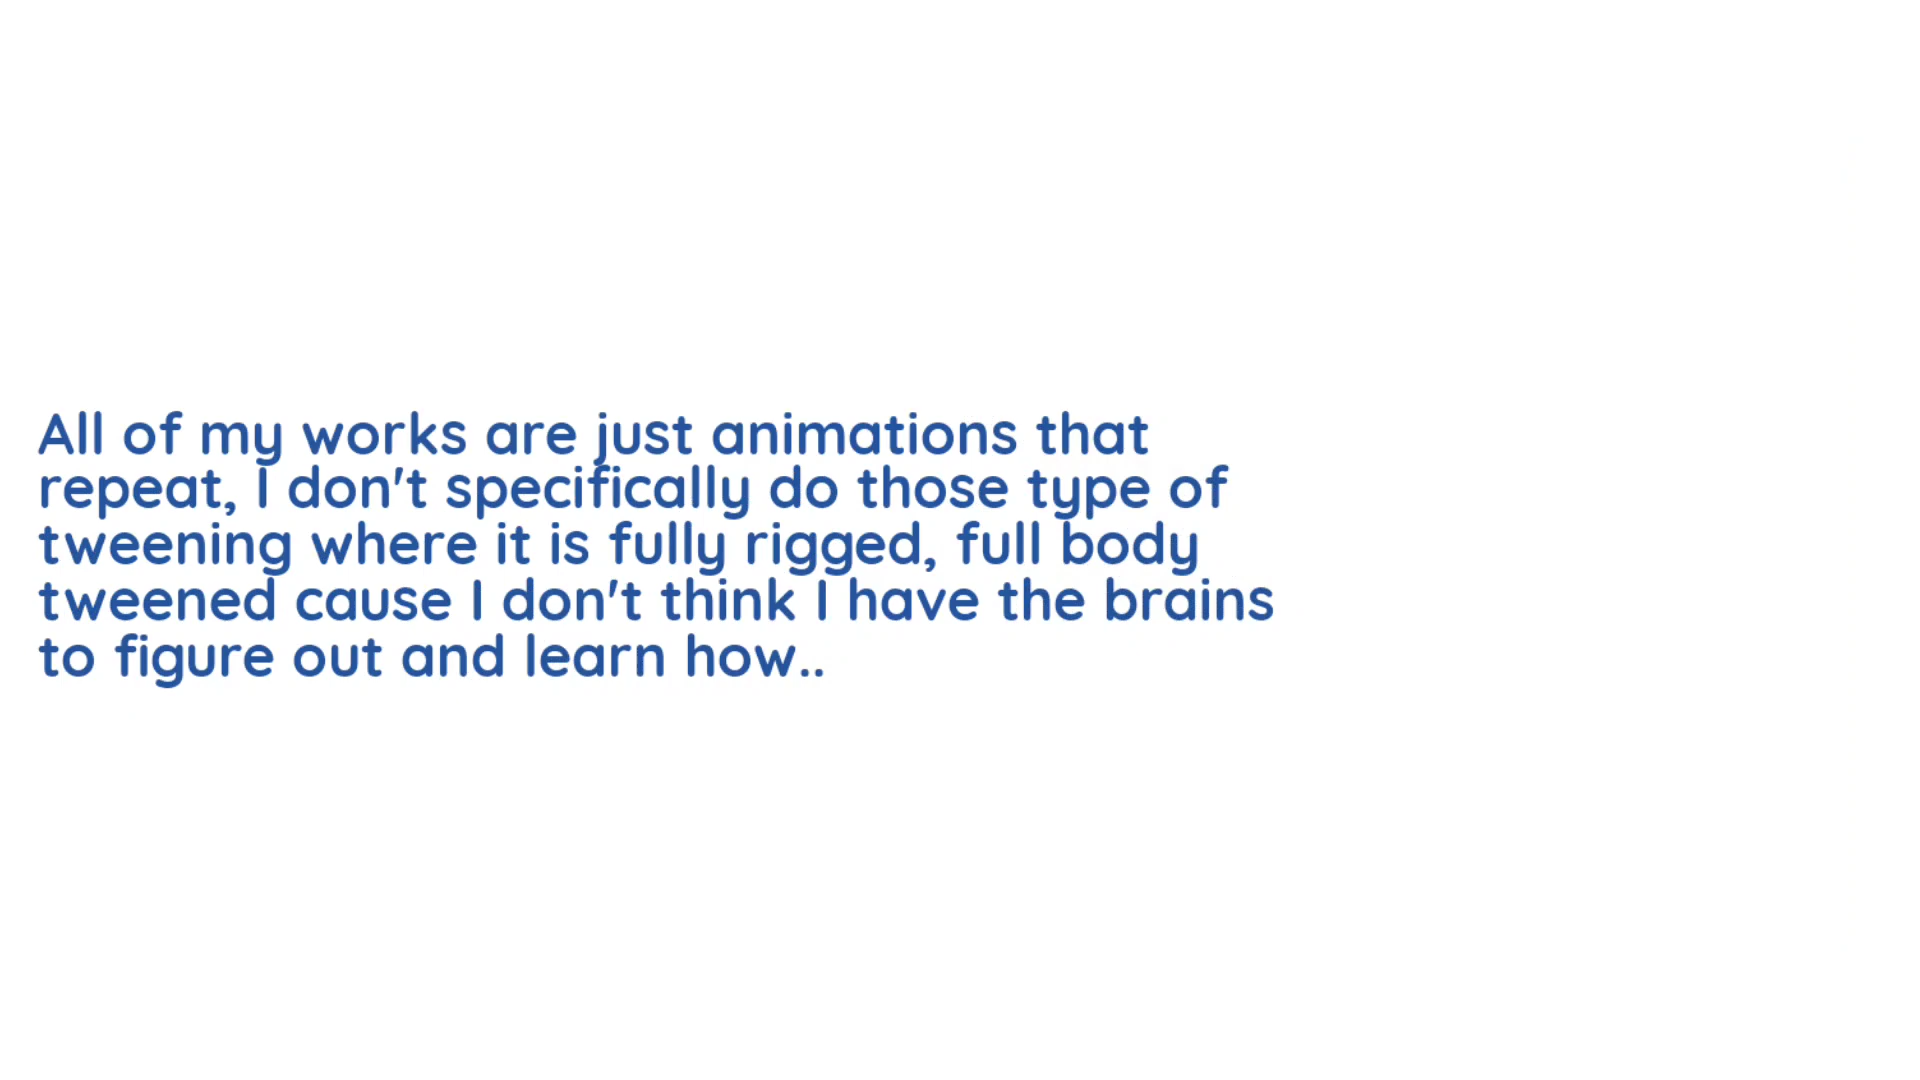 All of my works are just animations that
repeat, I don't specifically do those type of
tweening where it is fully rigged, full body
tweened cause I don't think I have the brains
to figure out and learn how..